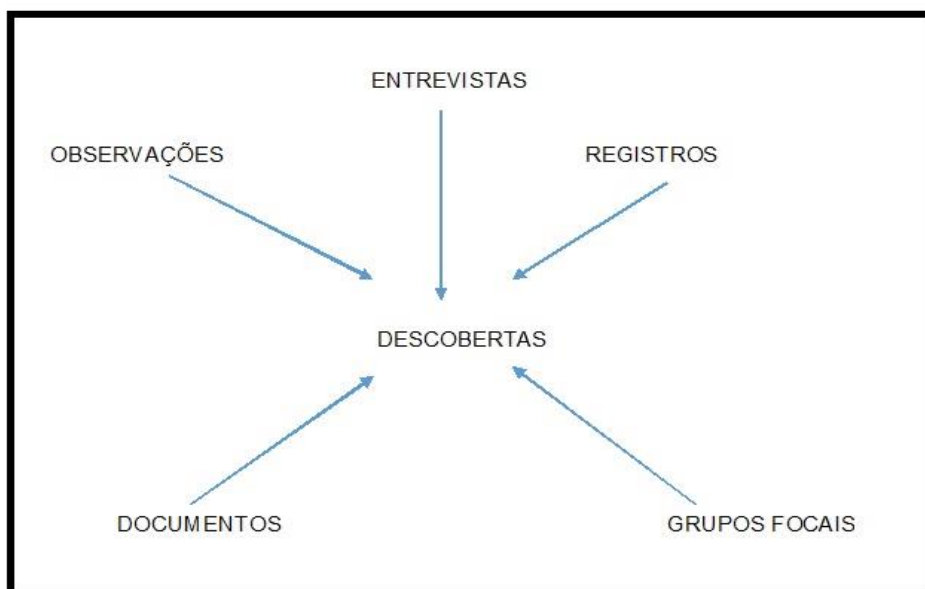 ENTREVISTAS
OBSERVAÇÕES
REGISTROS
DESCOBERTAS
DOCUMENTOS
GRUPOS FOCAIS